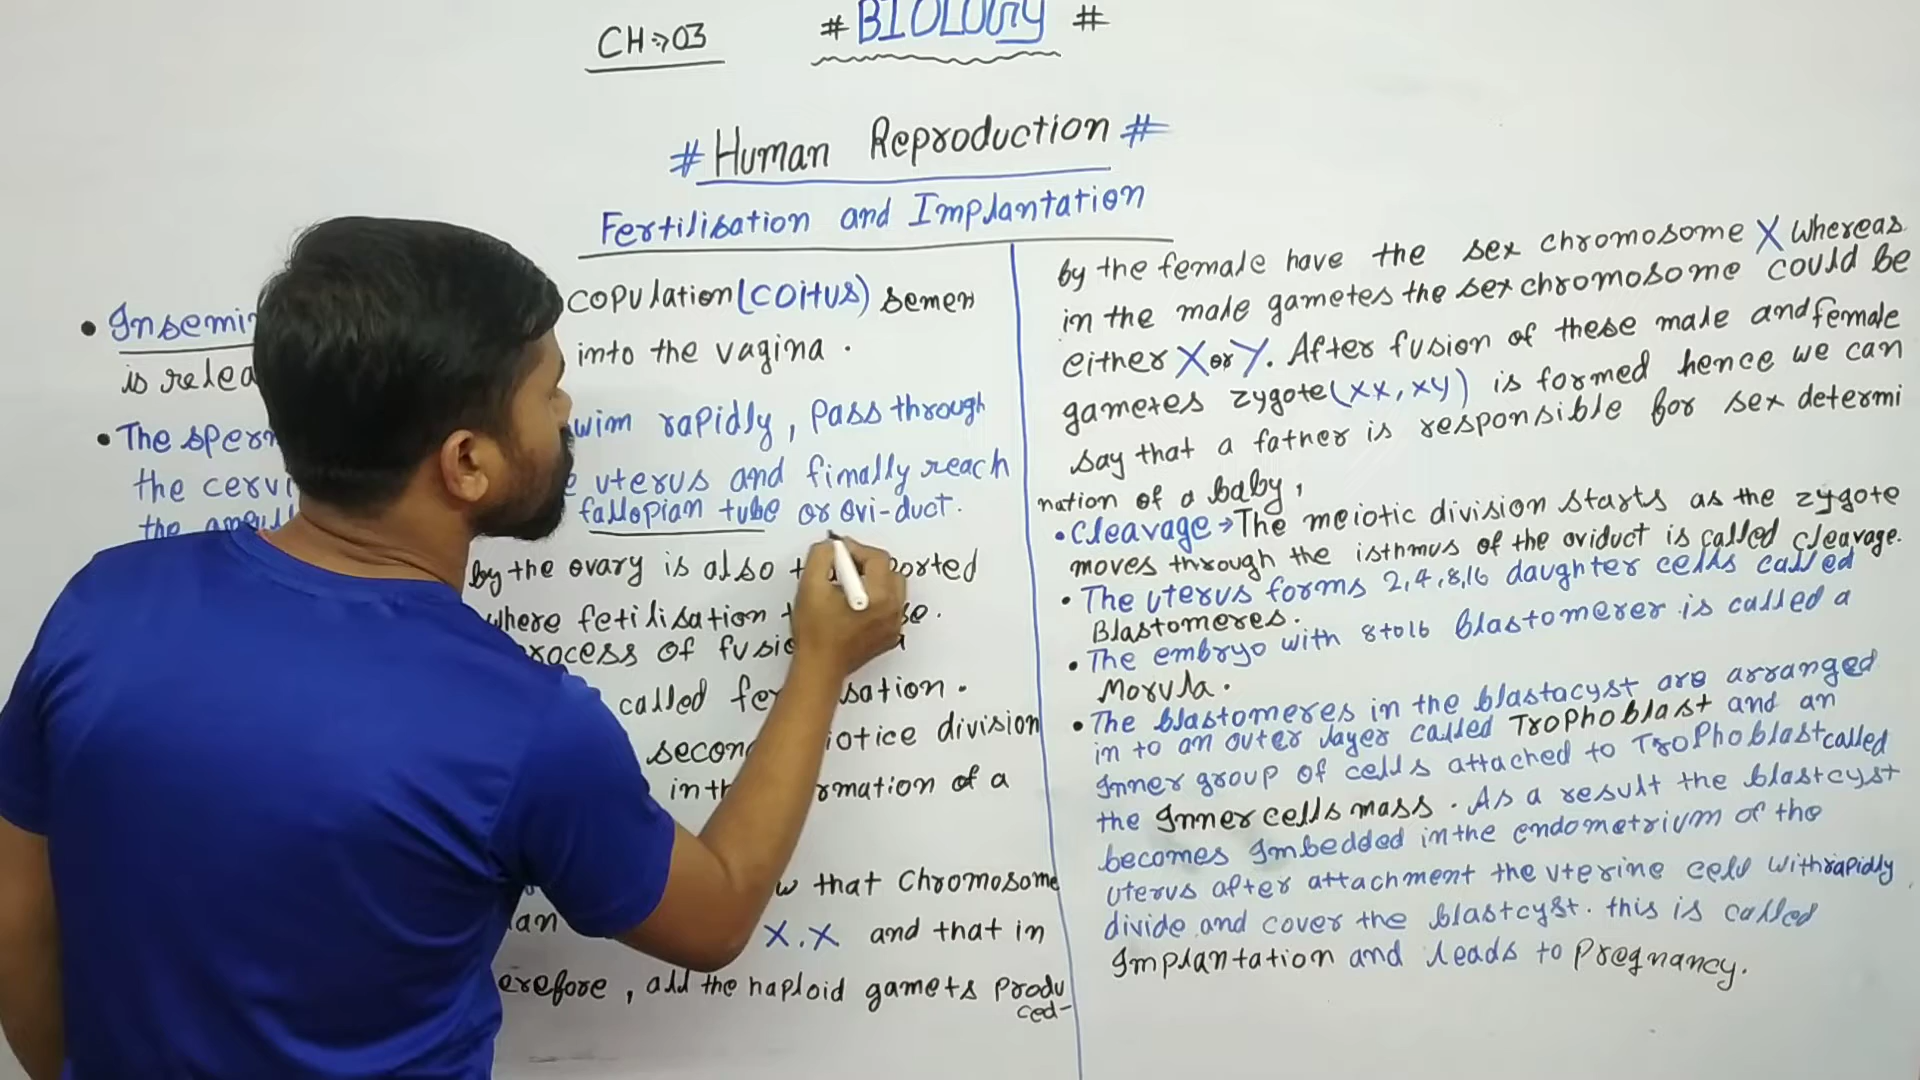 CH→03
# BIOLOGY #
# Human Reproduction #
Fertilisation and Implantation
• Insemi
copulation (coitus) semen
is relea
into the vagina.
• The sperm
swim rapidly, pass through
the cervi
uterus and fimally reach
the ampull
fallopian tube or ovi-duct.
by the ovary is also
ported
where fetilisation
process of fusio
called fer
sation.
second
iotice division
in th
rmation of a
that Chromosome
X.X and that in
erefore, all the haploid gamets produ
ced-
by the female have the sex chromosome X whereas
in the male gametes the sex chromosome could be
either X or Y. After fusion of these male and female
gametes zygote (xx, xy) is formed hence we can
say that a father is responsible for sex determi
nation of a baby,
• Cleavage → The meiotic division starts as the zygote
moves through the isthmus of the oviduct is called cleavage.
• The uterus forms 2,4,8,16 daughter cells called
Blastomeres.
• The embryo with 8 to 16 blastomerer is called a
Morula.
• The blastomeres in the blastacyst are arranged
in to an outer layer called Trophoblast and an
Inner group of cells attached to Trophoblast called
the Inner cells mass. As a result the blastcyst
becomes Imbedded in the endometrium of the
uterus after attachment the uterine cell with rapidly
divide and cover the blastcyst. this is called
Implantation and leads to pregnancy.